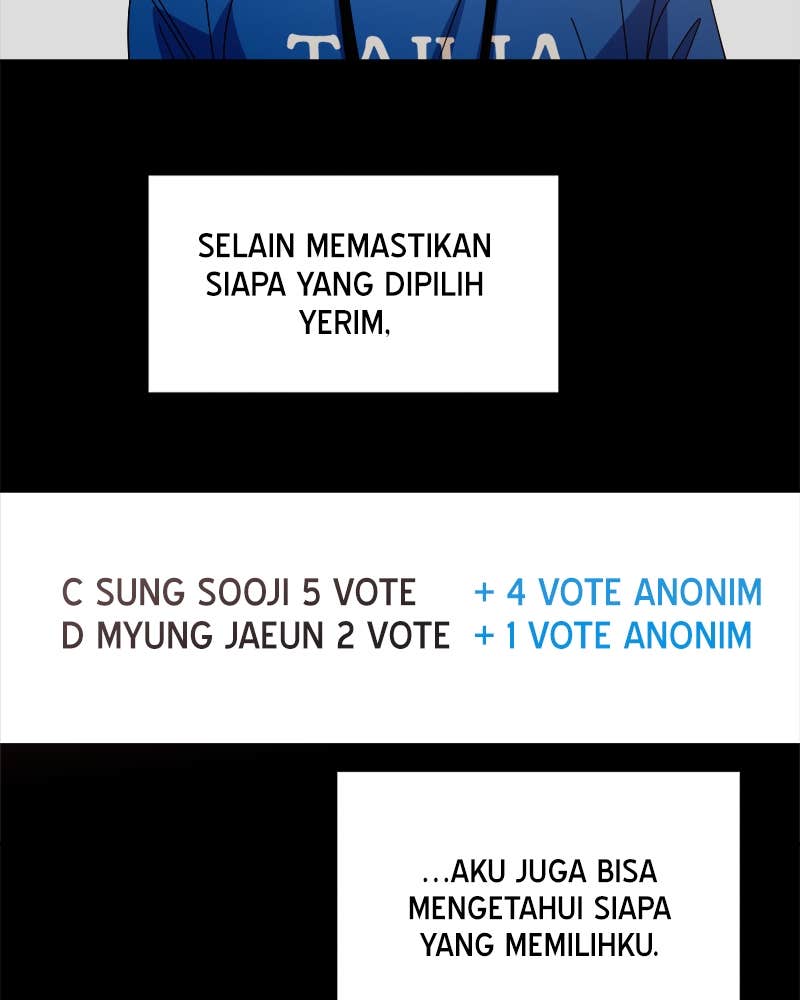 SELAIN MEMASTIKAN
SIAPA YANG DIPILIH
YERIM,
C SUNG SOOJI 5 VOTE + 4 VOTE ANONIM
D MYUNG JAEUN 2 VOTE + 1 VOTE ANONIM
...AKU JUGA BISA
MENGETAHUI SIAPA
YANG MEMILIHKU.